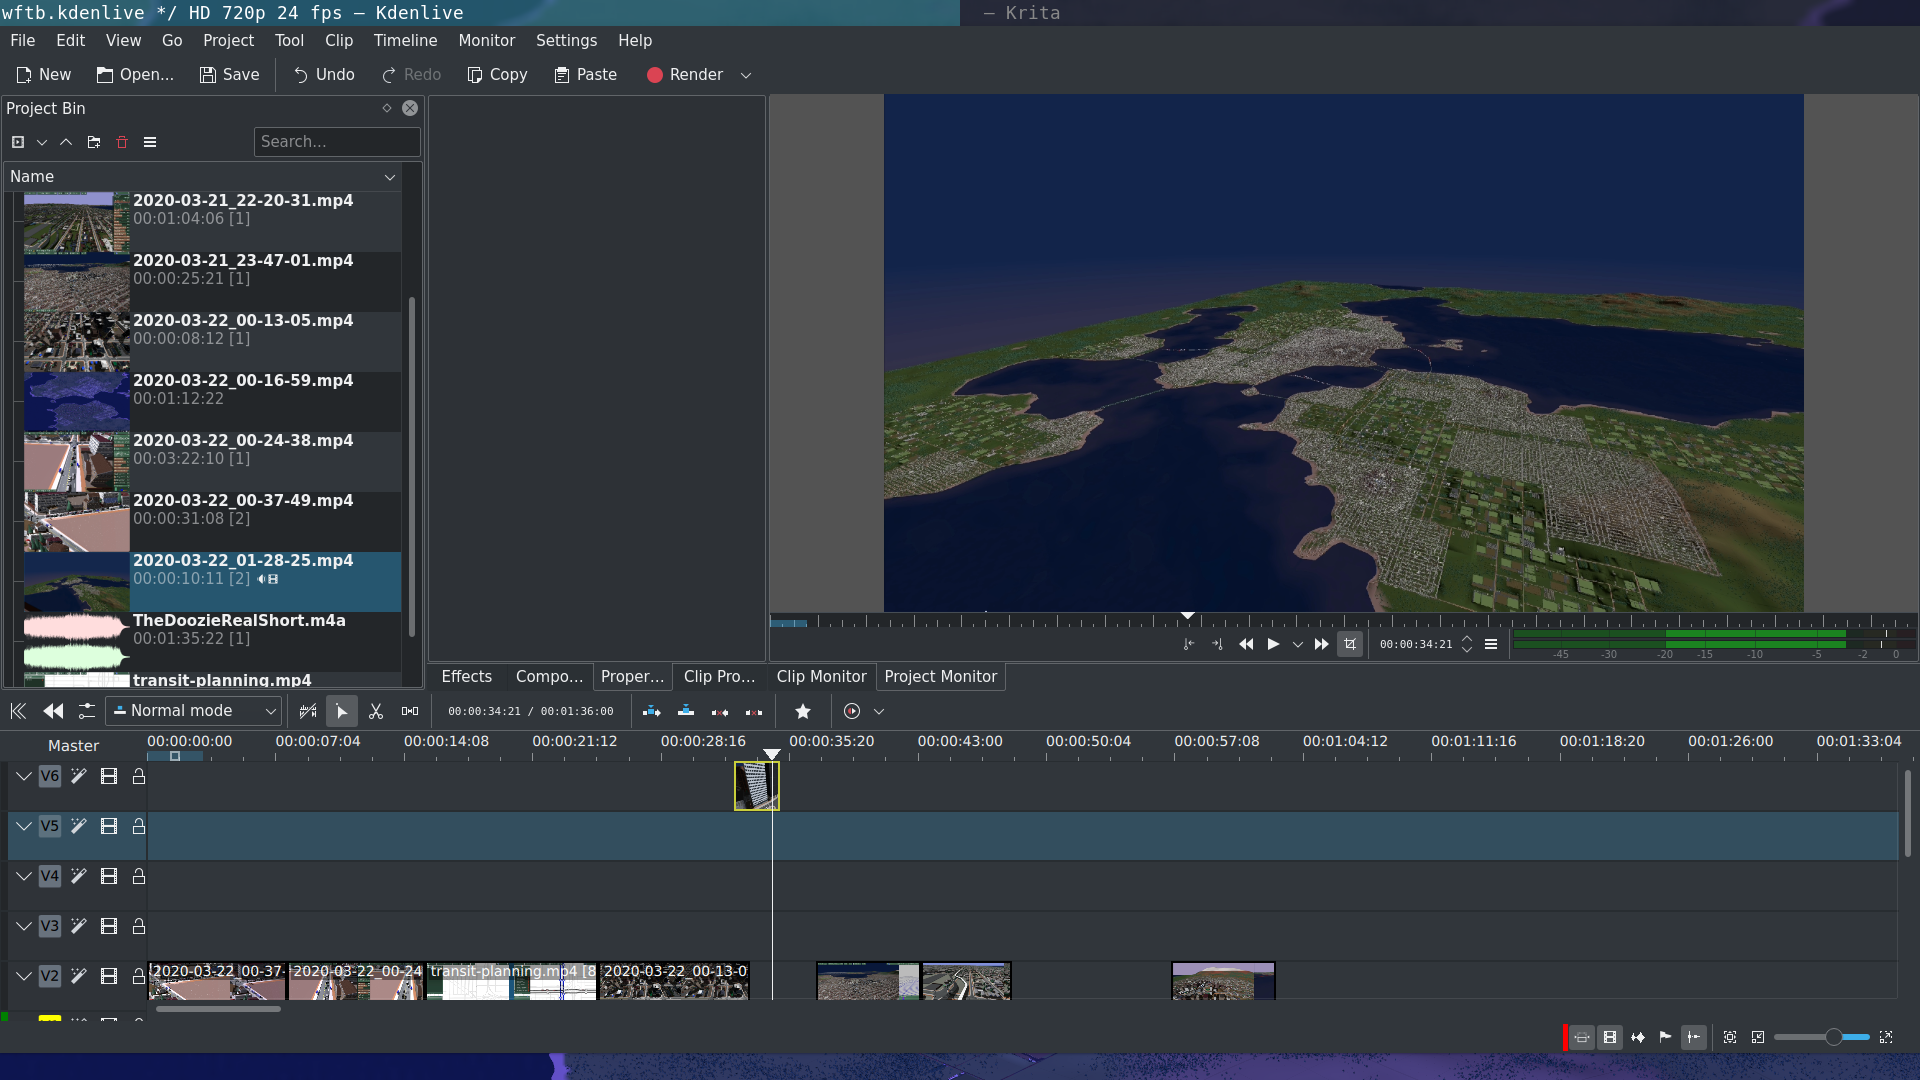 wftb.kdenlive */ HD 720p 24 fps — Kdenlive
— Krita
File Edit View Go Project Tool Clip Timeline Monitor Settings Help
New Open... Save Undo Redo Copy Paste Render
Project Bin
Search...
Name
2020-03-21_22-20-31.mp4
00:01:04:06 [1]
2020-03-21_23-47-01.mp4
00:00:25:21 [1]
2020-03-22_00-13-05.mp4
00:00:08:12 [1]
2020-03-22_00-16-59.mp4
00:01:12:22
2020-03-22_00-24-38.mp4
00:03:22:10 [1]
2020-03-22_00-37-49.mp4
00:00:31:08 [2]
2020-03-22_01-28-25.mp4
00:00:10:11 [2]
TheDoozieRealShort.m4a
00:01:35:22 [1]
transit-planning.mp4
00:00:34:21
-45 -30 -20 -15 -10 -5 -2 0
Effects Compo... Proper... Clip Pro... Clip Monitor Project Monitor
Normal mode
00:00:34:21 / 00:01:36:00
Master
00:00:00:00 00:00:07:04 00:00:14:08 00:00:21:12 00:00:28:16 00:00:35:20 00:00:43:00 00:00:50:04 00:00:57:08 00:01:04:12 00:01:11:16 00:01:18:20 00:01:26:00 00:01:33:04
V6
V5
V4
V3
V2
2020-03-22_00-37- 2020-03-22_00-24 transit-planning.mp4 [8 2020-03-22_00-13-0